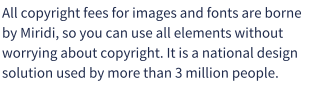 All copyright fees for images and fonts are borne
by Miridi, so you can use all elements without
worrying about copyright. It is a national design
solution used by more than 3 million people.